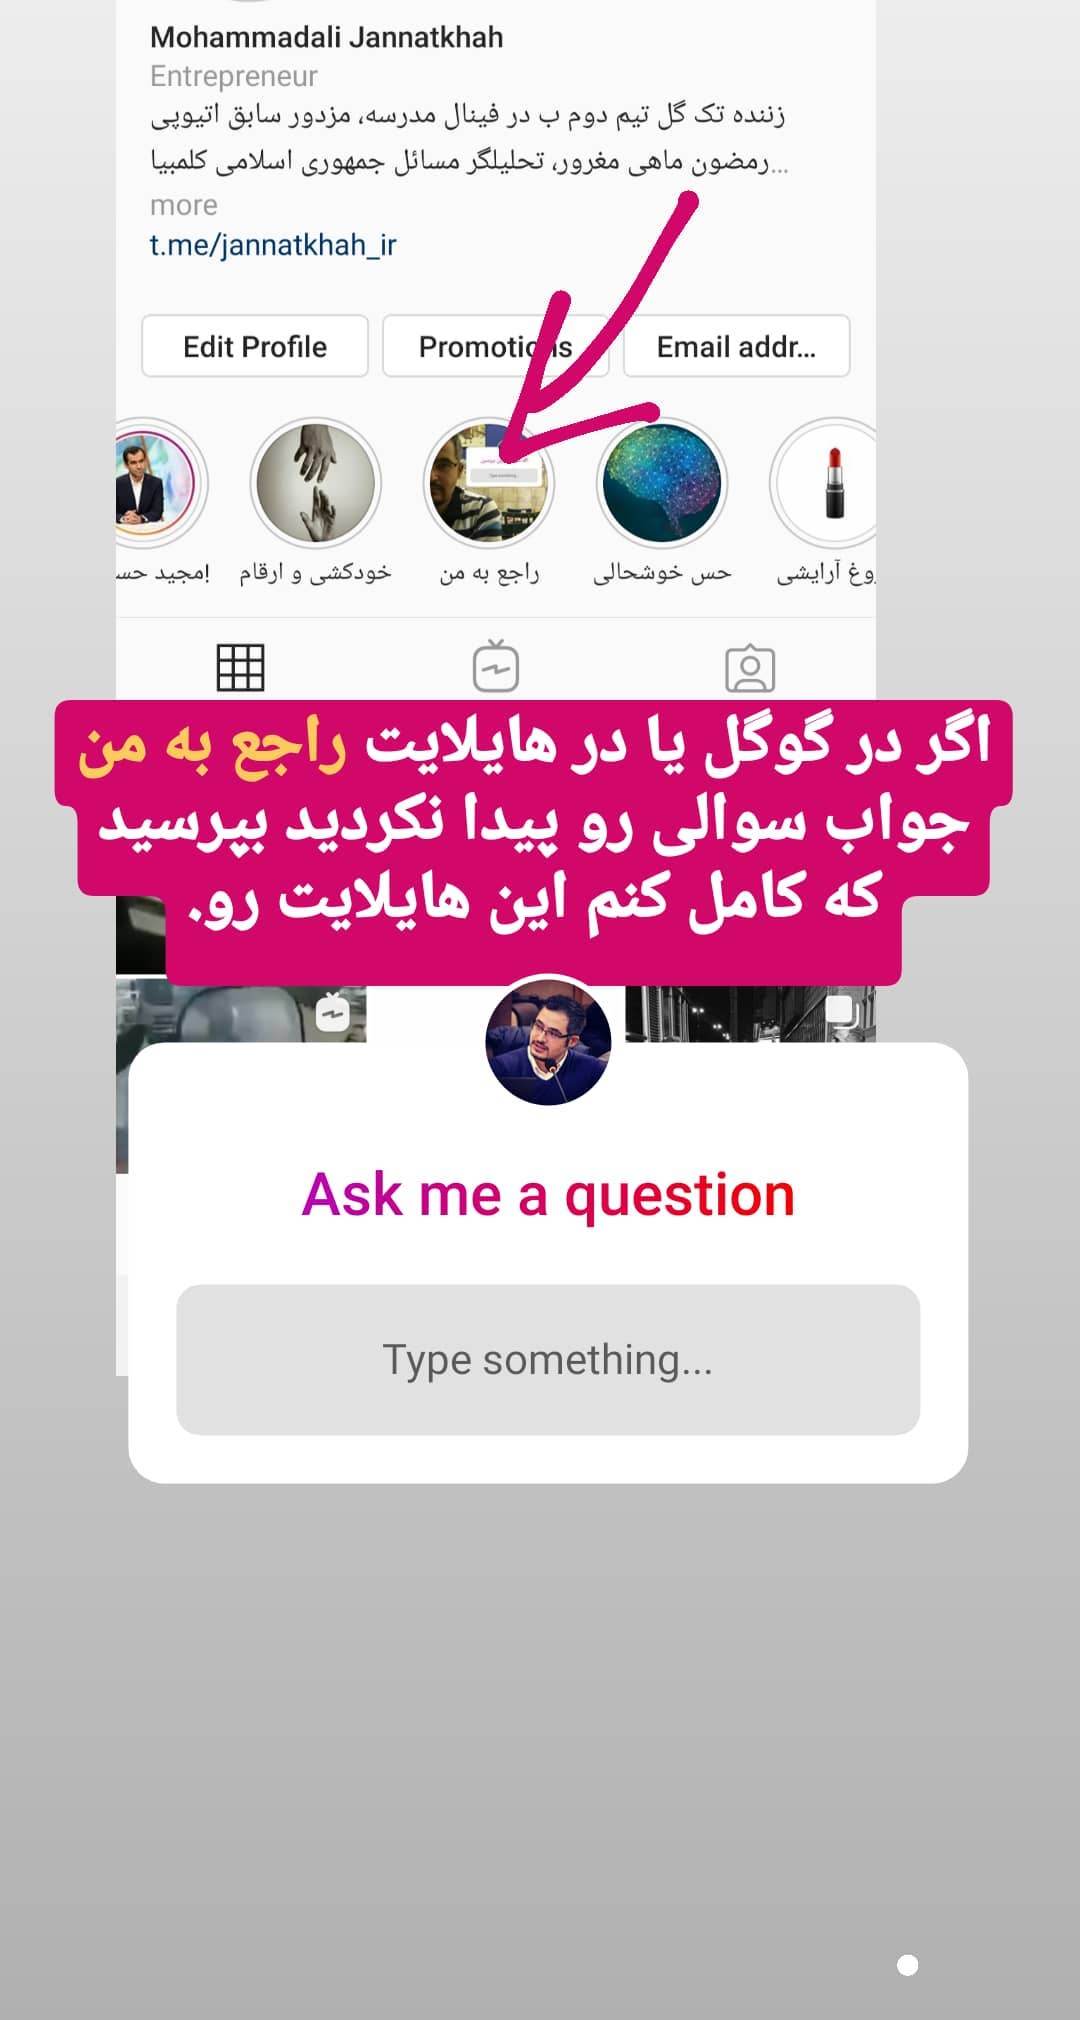 Mohammadali Jannatkhah
Entrepreneur
زننده تک گل تیم دوم ب در فینال مدرسه، مزدور سابق اتیوپی
رمضون ماهی مغرور، تحلیلگر مسائل جمهوری اسلامی کلمبیا...
more
t.me/jannatkhah_ir
Edit Profile
Promotions
Email addr...
مجید حس!
خودکشی و ارقام
راجع به من
حس خوشحالی
وغ آرایشی
اگر در گوگل یا در هایلایت راجع به من
جواب سوالی رو پیدا نکردید بپرسید
که کامل کنم این هایلایت رو.
Ask me a question
Type something...